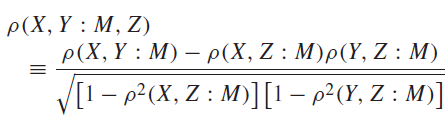 ρ(X, Y : M, Z)
≡ ρ(X, Y : M) − ρ(X, Z : M)ρ(Y, Z : M)
√[1 − ρ²(X, Z : M)][1 − ρ²(Y, Z : M)]